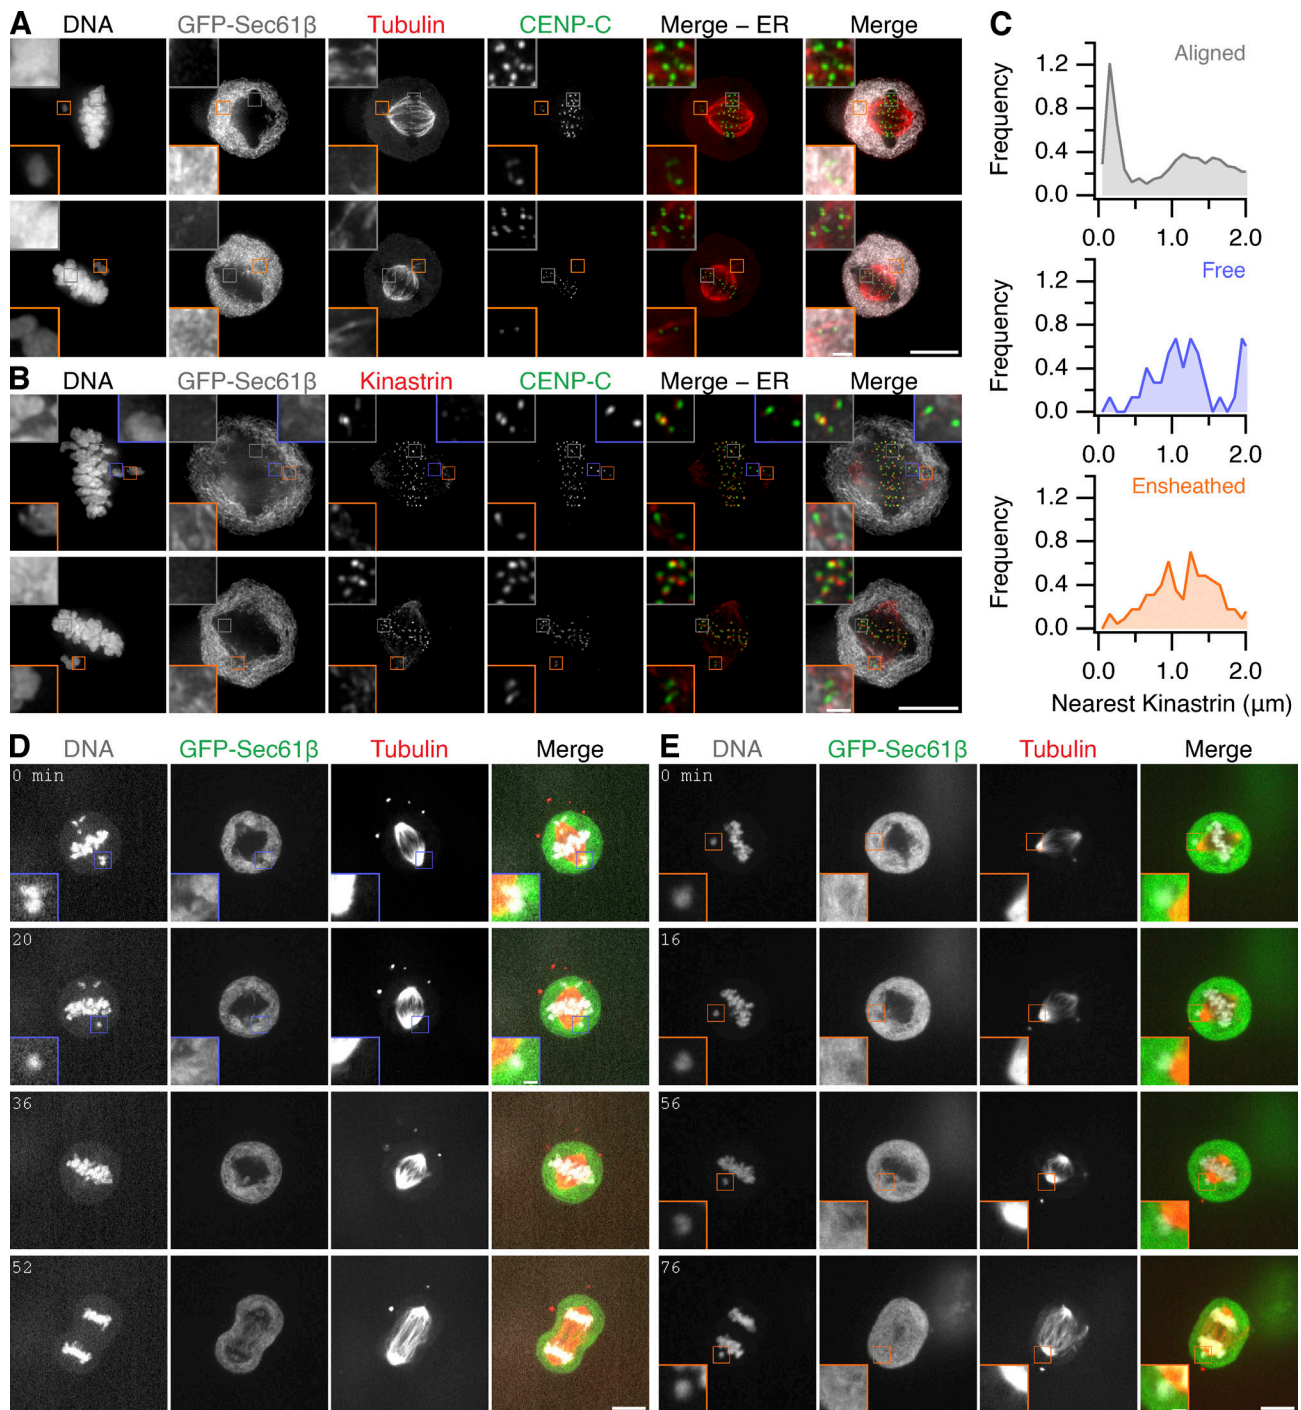 A DNA GFP-Sec61β Tubulin CENP-C Merge – ER Merge
B DNA GFP-Sec61β Kinastrin CENP-C Merge – ER Merge
C
Aligned
Frequency
1.2
0.8
0.4
0.0
0.0 1.0 2.0
Free
Frequency
1.2
0.8
0.4
0.0
0.0 1.0 2.0
Ensheathed
Frequency
1.2
0.8
0.4
0.0
0.0 1.0 2.0
Nearest Kinastrin (μm)
D DNA GFP-Sec61β Tubulin Merge
0 min
20
36
52
E DNA GFP-Sec61β Tubulin Merge
0 min
16
56
76